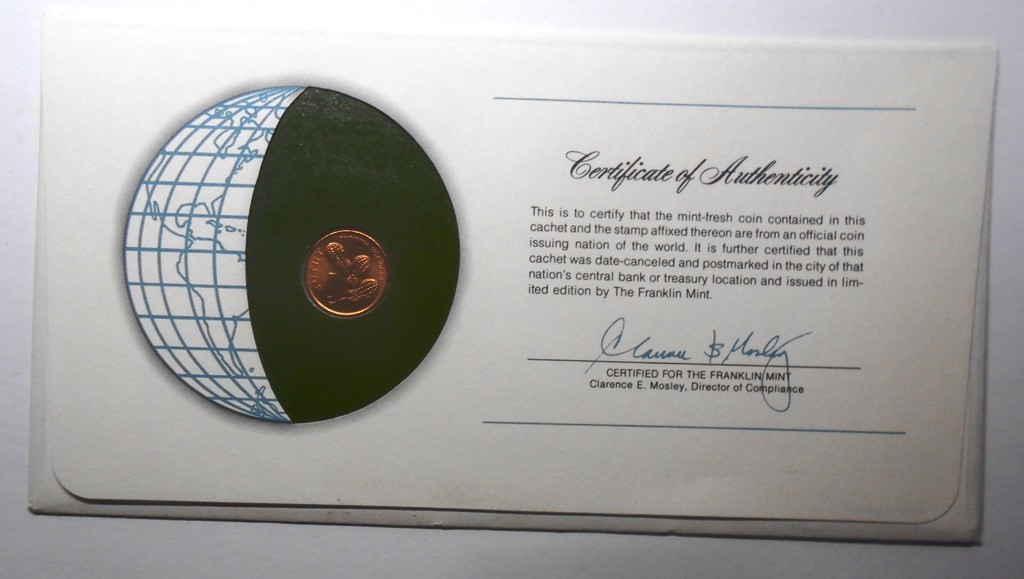 Certificate of Authenticity
This is to certify that the mint-fresh coin contained in this
cachet and the stamp affixed thereon are from an official coin
issuing nation of the world. It is further certified that this
cachet was date-canceled and postmarked in the city of that
nation's central bank or treasury location and issued in lim-
ited edition by The Franklin Mint.
CERTIFIED FOR THE FRANKLIN MINT
Clarence E. Mosley, Director of Compliance